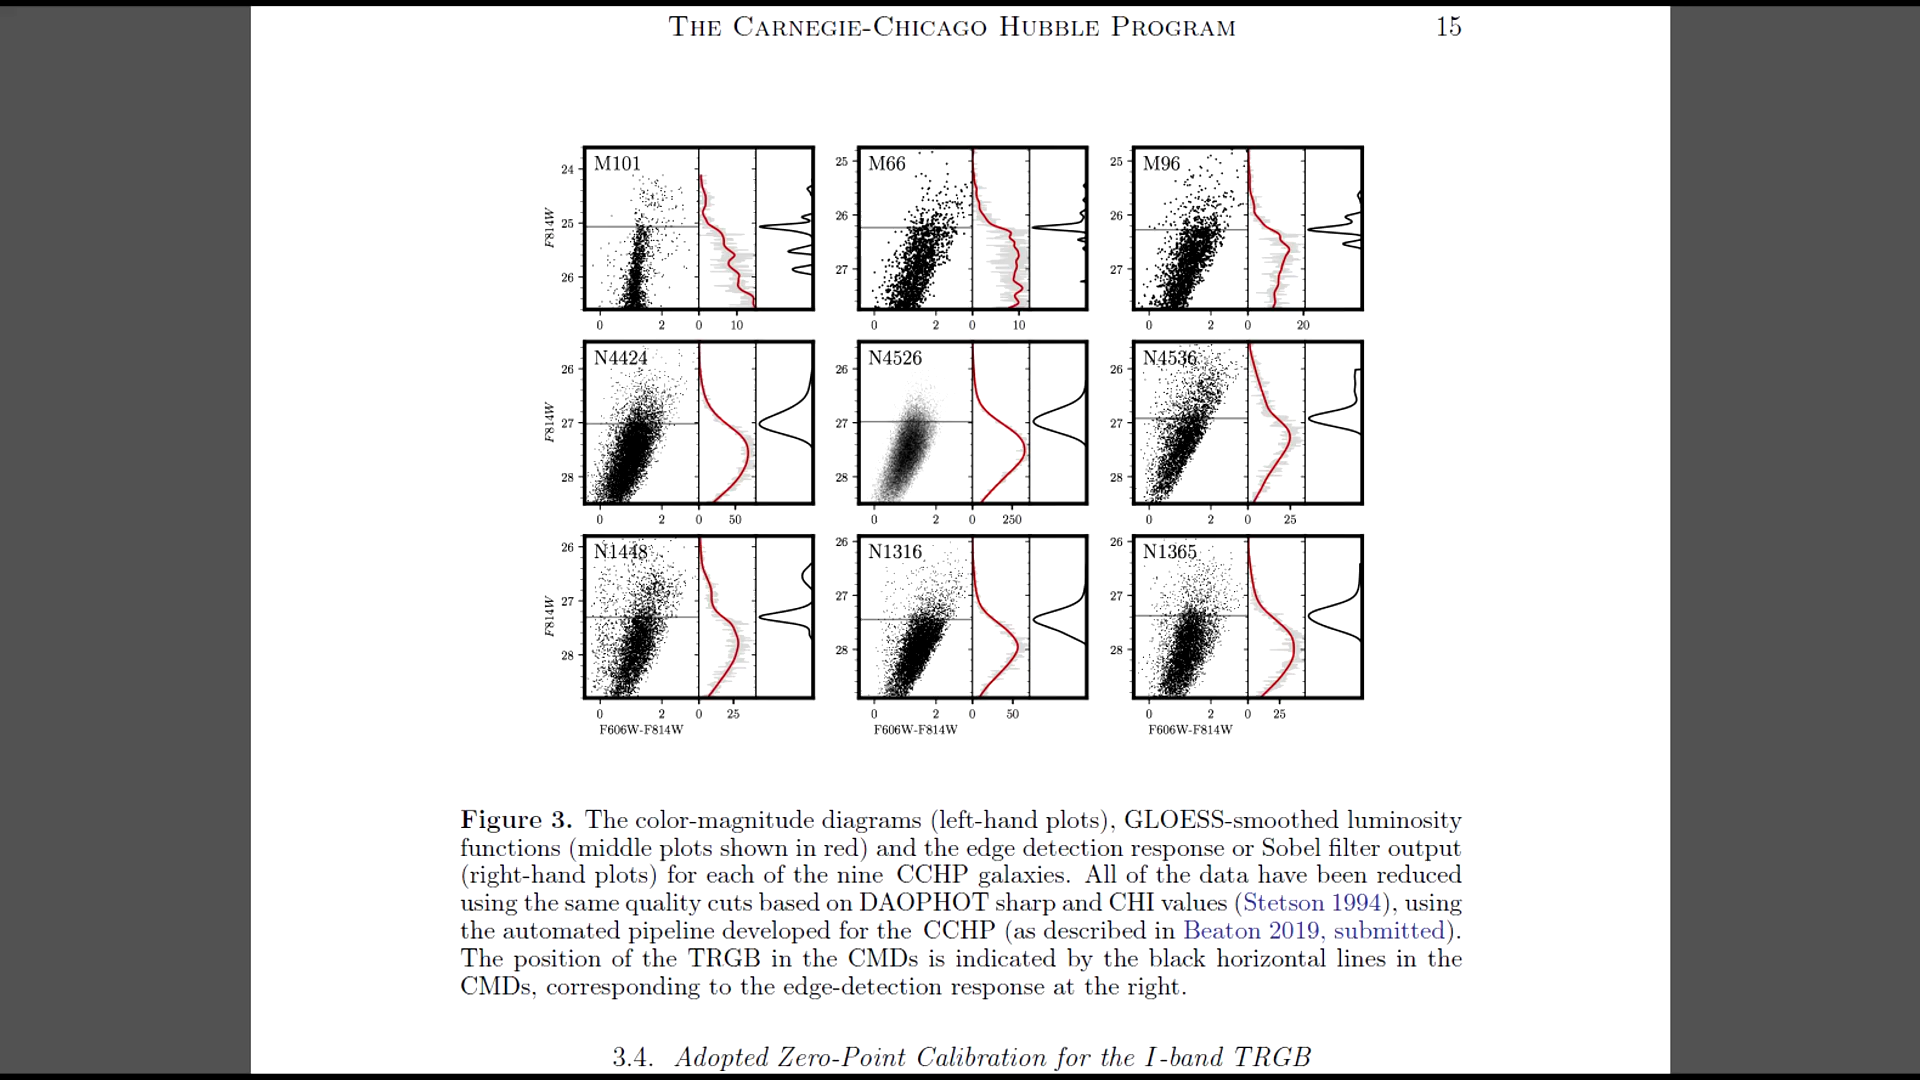 THE CARNEGIE-CHICAGO HUBBLE PROGRAM 15
M101 M66 M96
24 25 26 F814W 25 26 27 25 26 27
0 2 0 10 0 2 0 10 0 2 0 20
N4424 N4526 N4536
26 27 28 F814W 26 27 28 26 27 28
0 2 0 50 0 2 0 250 0 2 0 25
N1448 N1316 N1365
26 27 28 F814W 26 27 28 26 27 28
0 2 0 25 0 2 0 50 0 2 0 25
F606W-F814W F606W-F814W F606W-F814W
Figure 3. The color-magnitude diagrams (left-hand plots), GLOESS-smoothed luminosity
functions (middle plots shown in red) and the edge detection response or Sobel filter output
(right-hand plots) for each of the nine CCHP galaxies. All of the data have been reduced
using the same quality cuts based on DAOPHOT sharp and CHI values (Stetson 1994), using
the automated pipeline developed for the CCHP (as described in Beaton 2019, submitted).
The position of the TRGB in the CMDs is indicated by the black horizontal lines in the
CMDs, corresponding to the edge-detection response at the right.
3.4. Adopted Zero-Point Calibration for the I-band TRGB